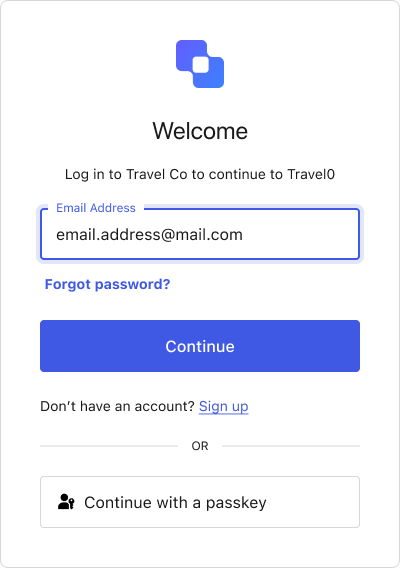 Welcome
Log in to Travel Co to continue to Travel0
Email Address
email.address@mail.com
Forgot password?
Continue
Don’t have an account? Sign up
OR
Continue with a passkey